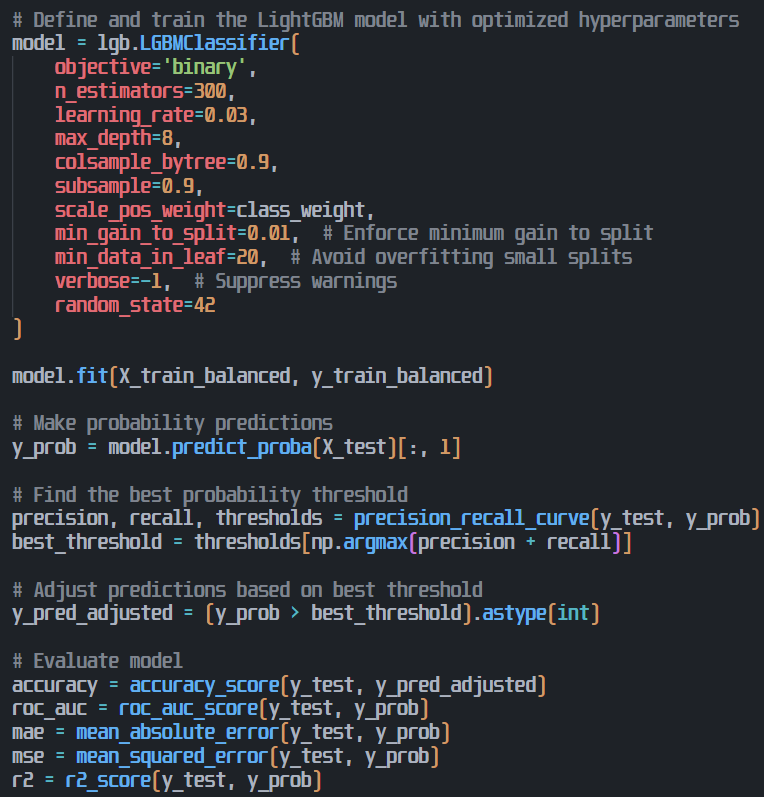 # Define and train the LightGBM model with optimized hyperparameters
model = lgb.LGBMClassifier(
    objective='binary',
    n_estimators=300,
    learning_rate=0.03,
    max_depth=8,
    colsample_bytree=0.9,
    subsample=0.9,
    scale_pos_weight=class_weight,
    min_gain_to_split=0.01,  # Enforce minimum gain to split
    min_data_in_leaf=20,  # Avoid overfitting small splits
    verbose=-1,  # Suppress warnings
    random_state=42
)

model.fit(X_train_balanced, y_train_balanced)

# Make probability predictions
y_prob = model.predict_proba(X_test)[:, 1]

# Find the best probability threshold
precision, recall, thresholds = precision_recall_curve(y_test, y_prob)
best_threshold = thresholds[np.argmax(precision + recall)]

# Adjust predictions based on best threshold
y_pred_adjusted = (y_prob > best_threshold).astype(int)

# Evaluate model
accuracy = accuracy_score(y_test, y_pred_adjusted)
roc_auc = roc_auc_score(y_test, y_prob)
mae = mean_absolute_error(y_test, y_prob)
mse = mean_squared_error(y_test, y_prob)
r2 = r2_score(y_test, y_prob)